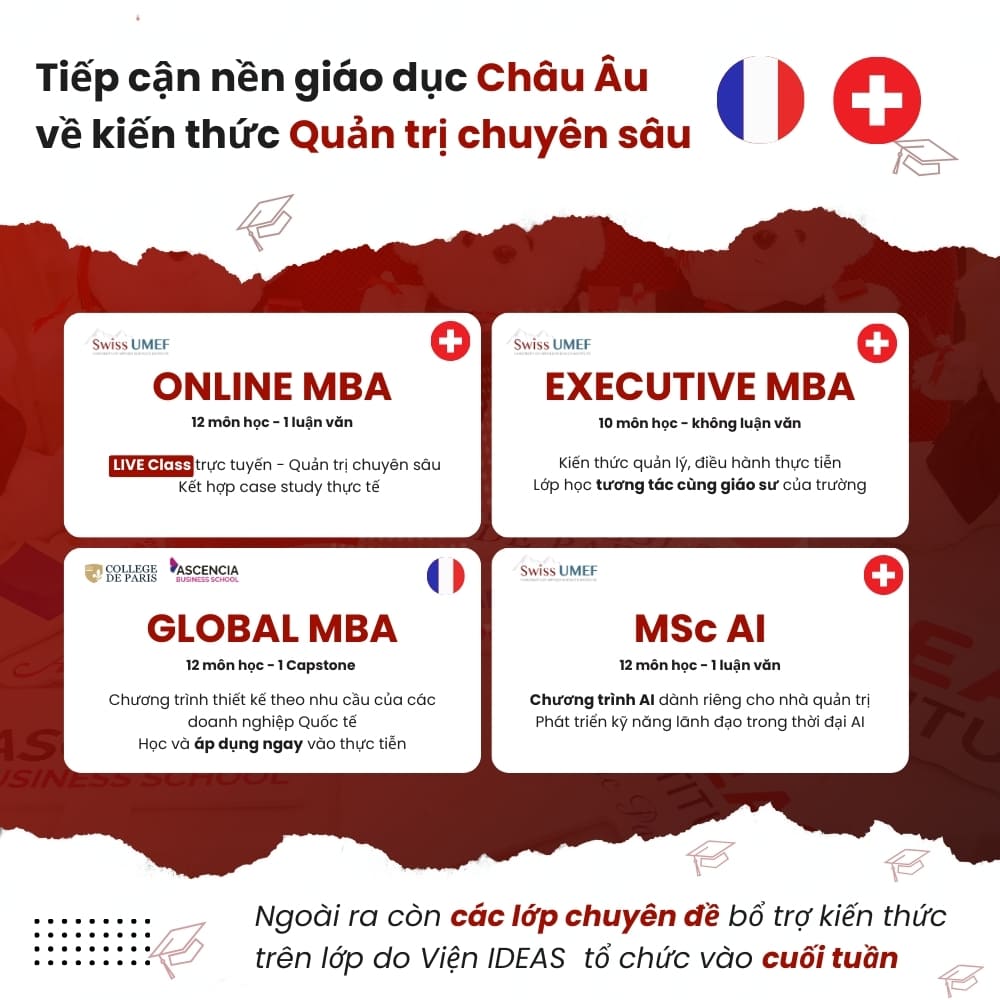 Tiếp cận nền giáo dục Châu Âu
về kiến thức Quản trị chuyên sâu
Swiss UMEF
ONLINE MBA
12 môn học - 1 luận văn
LIVE Class trực tuyến - Quản trị chuyên sâu
Kết hợp case study thực tế
Swiss UMEF
EXECUTIVE MBA
10 môn học - không luận văn
Kiến thức quản lý, điều hành thực tiễn
Lớp học tương tác cùng giáo sư của trường
COLLEGE
DE PARIS
ASCENCIA
BUSINESS SCHOOL
GLOBAL MBA
12 môn học - 1 Capstone
Chương trình thiết kế theo nhu cầu của các
doanh nghiệp Quốc tế
Học và áp dụng ngay vào thực tiễn
Swiss UMEF
MSc AI
12 môn học - 1 luận văn
Chương trình AI dành riêng cho nhà quản trị
Phát triển kỹ năng lãnh đạo trong thời đại AI
Ngoài ra còn các lớp chuyên đề bổ trợ kiến thức
trên lớp do Viện IDEAS tổ chức vào cuối tuần